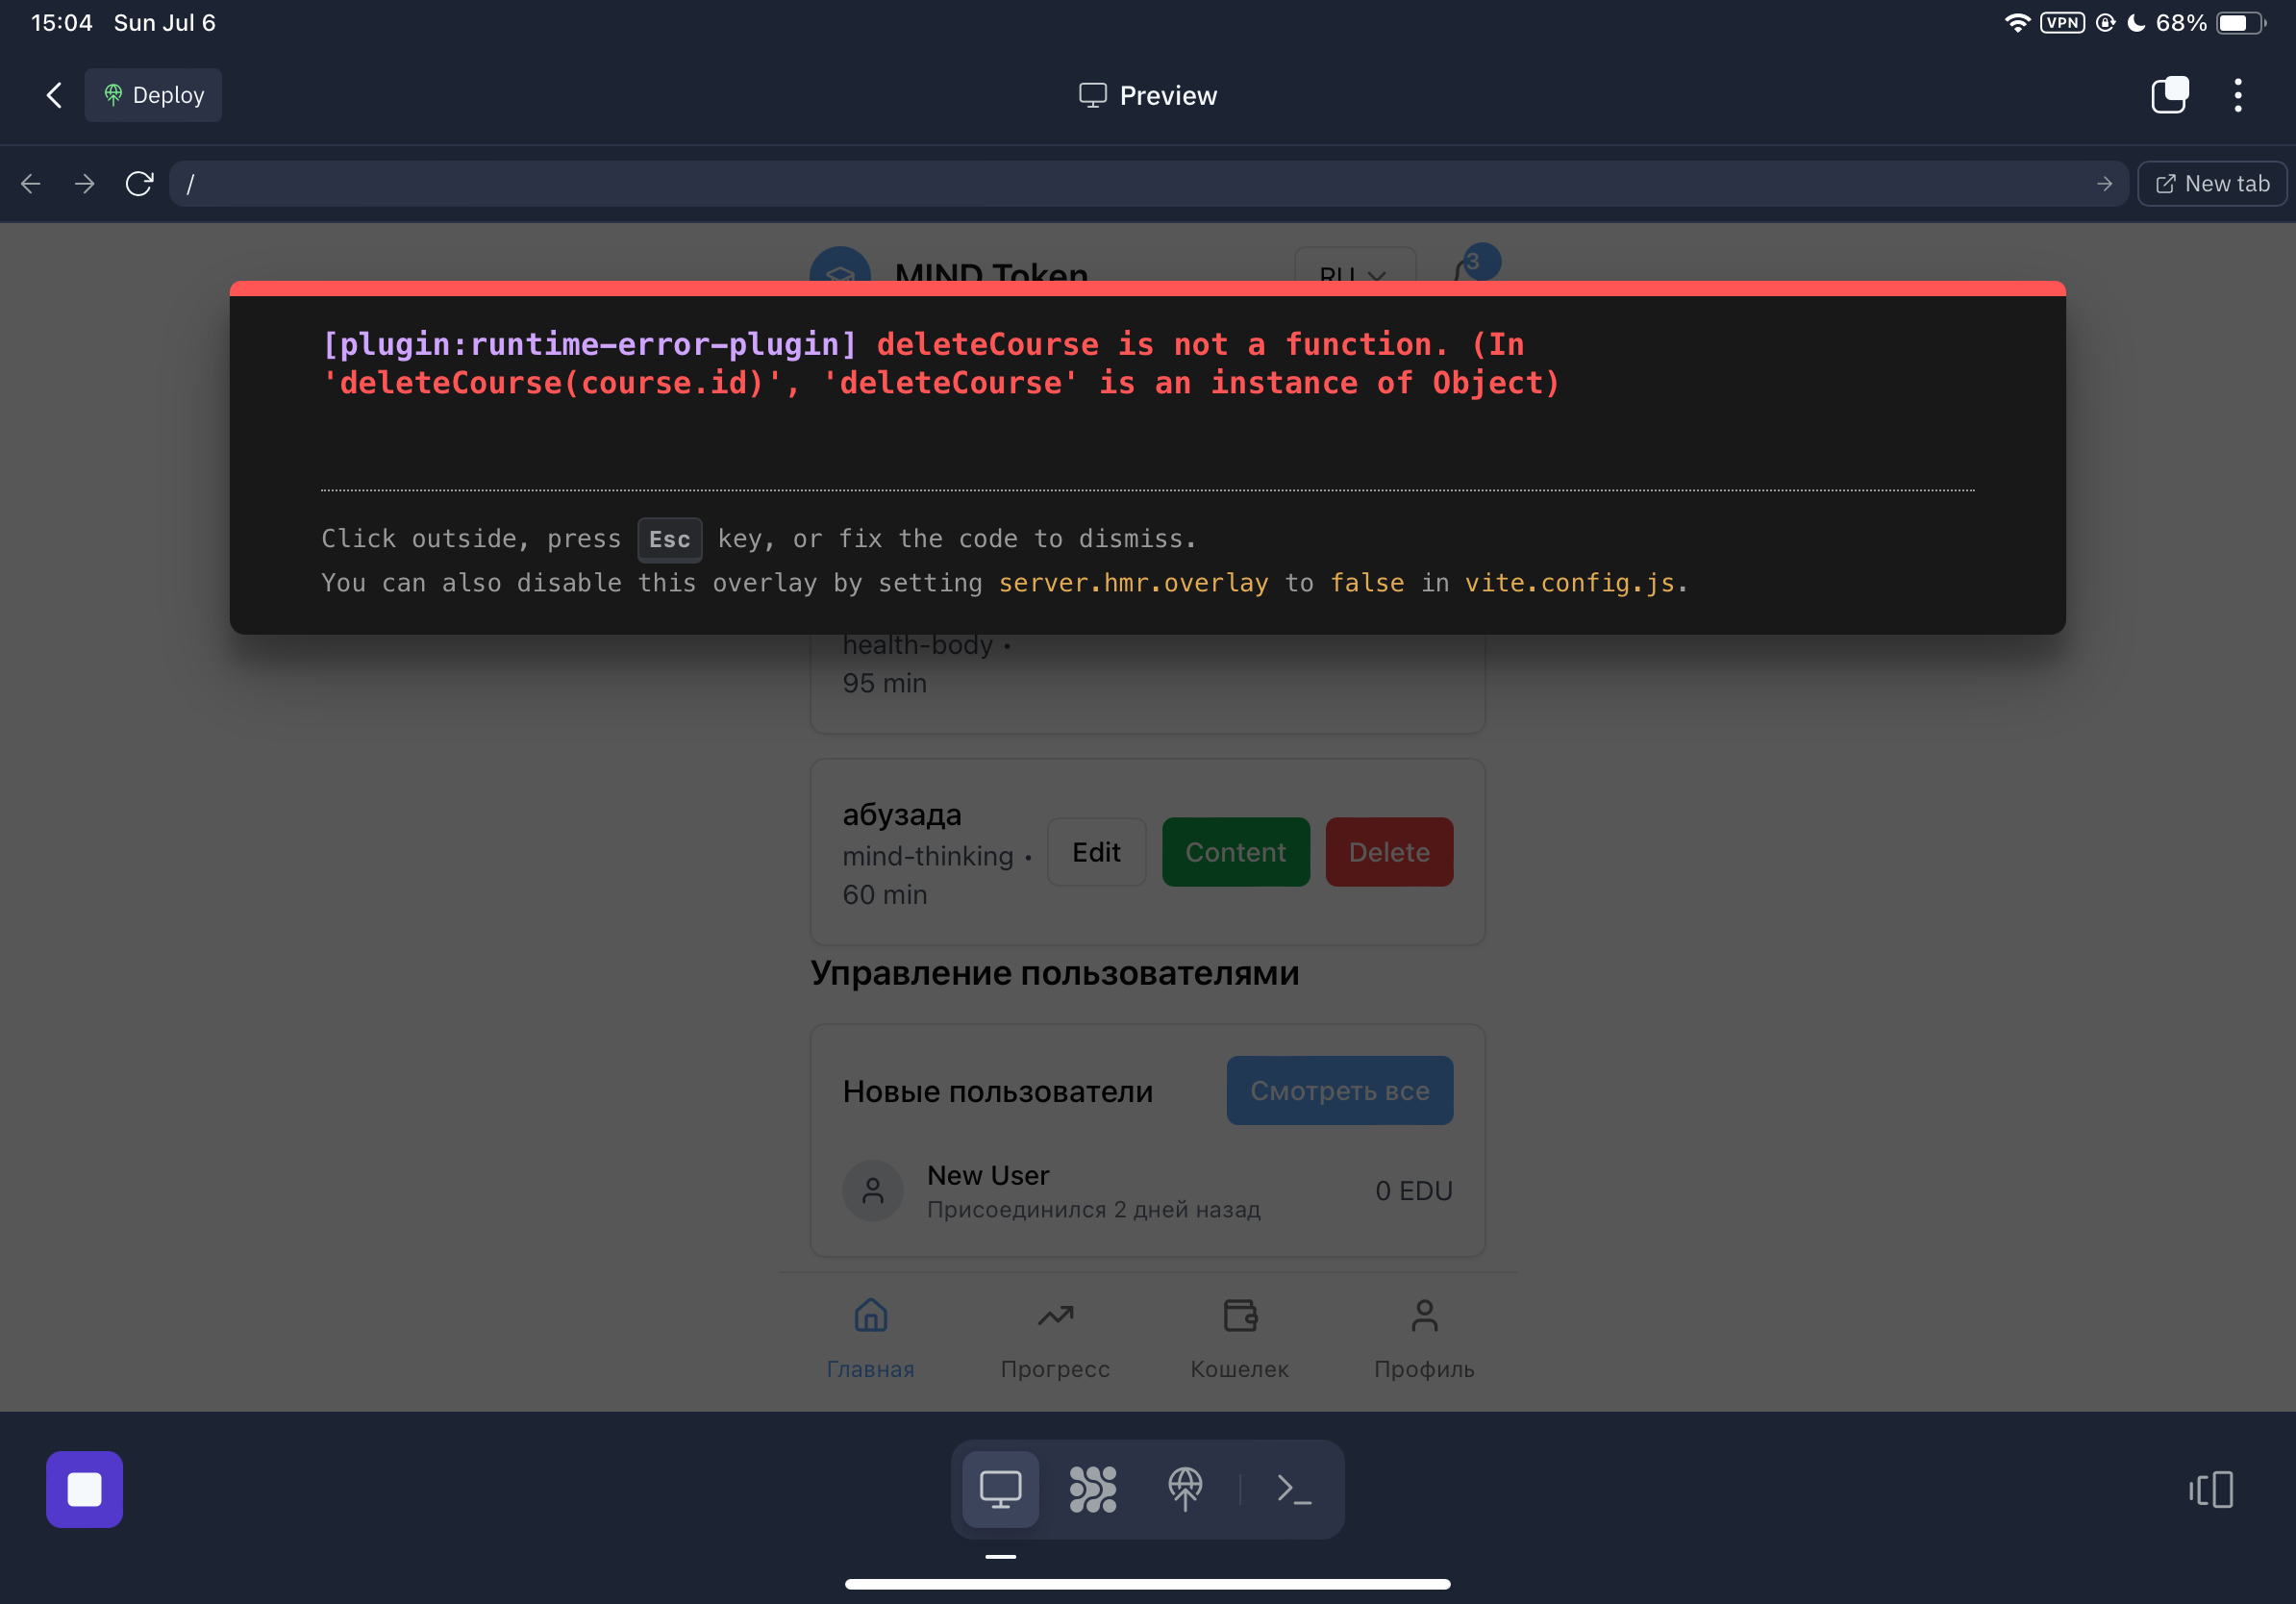 15:04 Sun Jul 6
VPN 68%
Deploy
Preview
/
New tab
MIND Token RU 3
[plugin:runtime-error-plugin] deleteCourse is not a function. (In
'deleteCourse(course.id)', 'deleteCourse' is an instance of Object)
Click outside, press Esc key, or fix the code to dismiss.
You can also disable this overlay by setting server.hmr.overlay to false in vite.config.js.
health-body •
95 min
абузада
mind-thinking •
60 min
Edit Content Delete
Управление пользователями
Новые пользователи Смотреть все
New User
Присоединился 2 дней назад
0 EDU
Главная Прогресс Кошелек Профиль